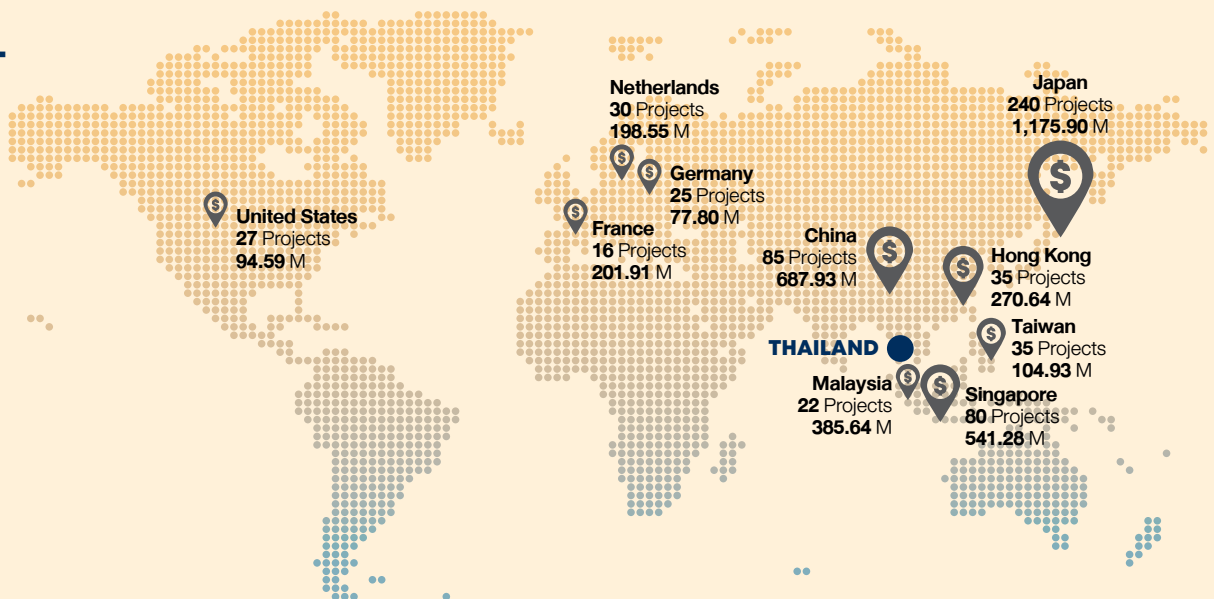 Netherlands
30 Projects
198.55 M
Japan
240 Projects
1,175.90 M
Germany
25 Projects
77.80 M
United States
27 Projects
94.59 M
France
16 Projects
201.91 M
China
85 Projects
687.93 M
Hong Kong
35 Projects
270.64 M
Taiwan
35 Projects
104.93 M
THAILAND
Malaysia
22 Projects
385.64 M
Singapore
80 Projects
541.28 M